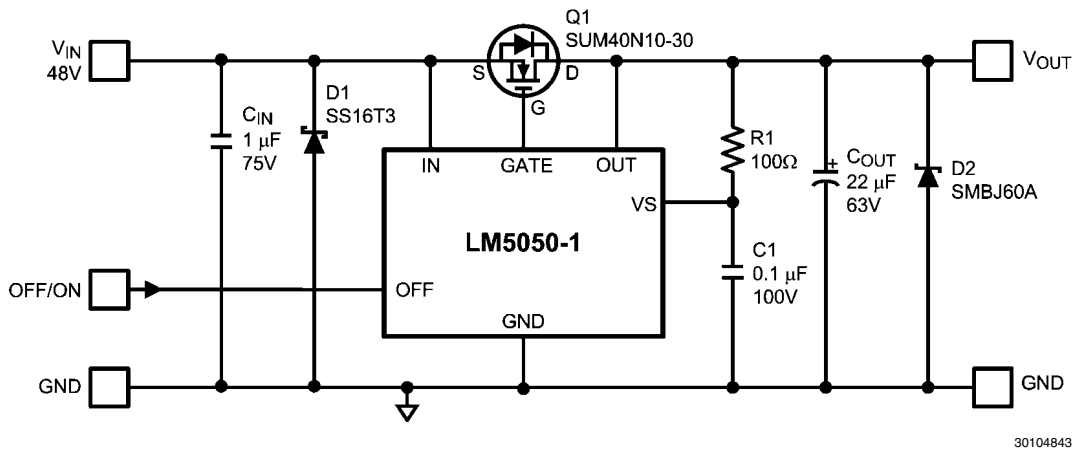 Q1
SUM40N10-30
VIN
48V
S
D
G
VOUT
CIN
1 μF
75V
D1
SS16T3
IN
GATE
OUT
R1
100Ω
COUT
+
22 μF
63V
D2
SMBJ60A
VS
LM5050-1
C1
0.1 μF
100V
OFF/ON
OFF
GND
GND
GND
30104843